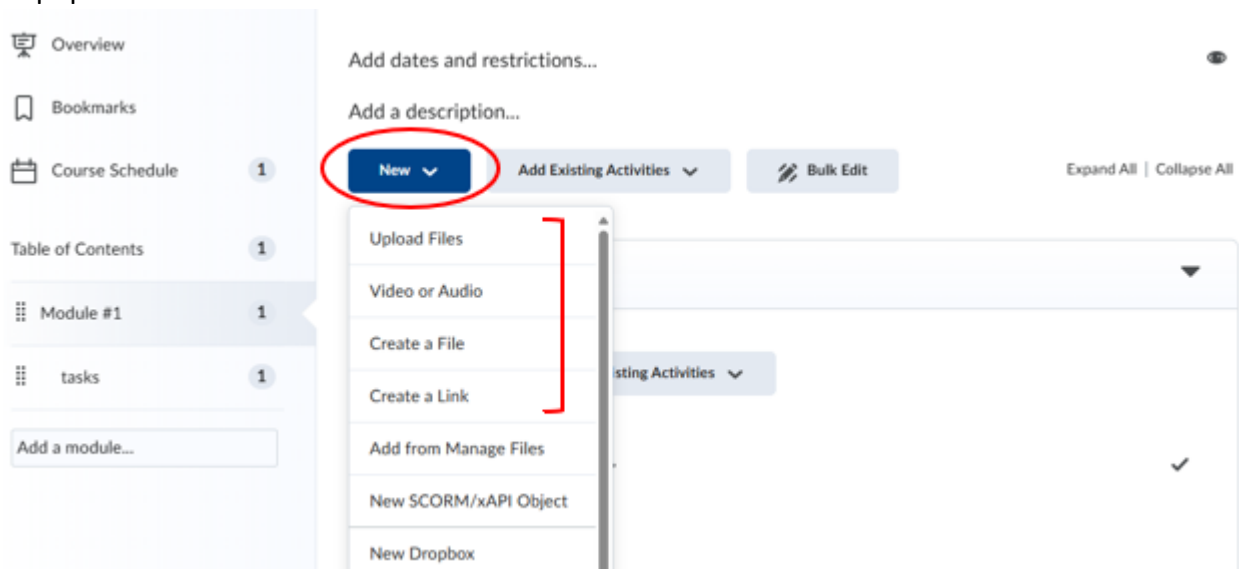 Overview
Bookmarks
Course Schedule 1
Table of Contents 1
Module #1 1
tasks 1
Add a module...
Add dates and restrictions...
Add a description...
New Add Existing Activities Bulk Edit Expand All | Collapse All
Upload Files
Video or Audio
Create a File
Create a Link
Add from Manage Files
New SCORM/xAPI Object
New Dropbox
isting Activities